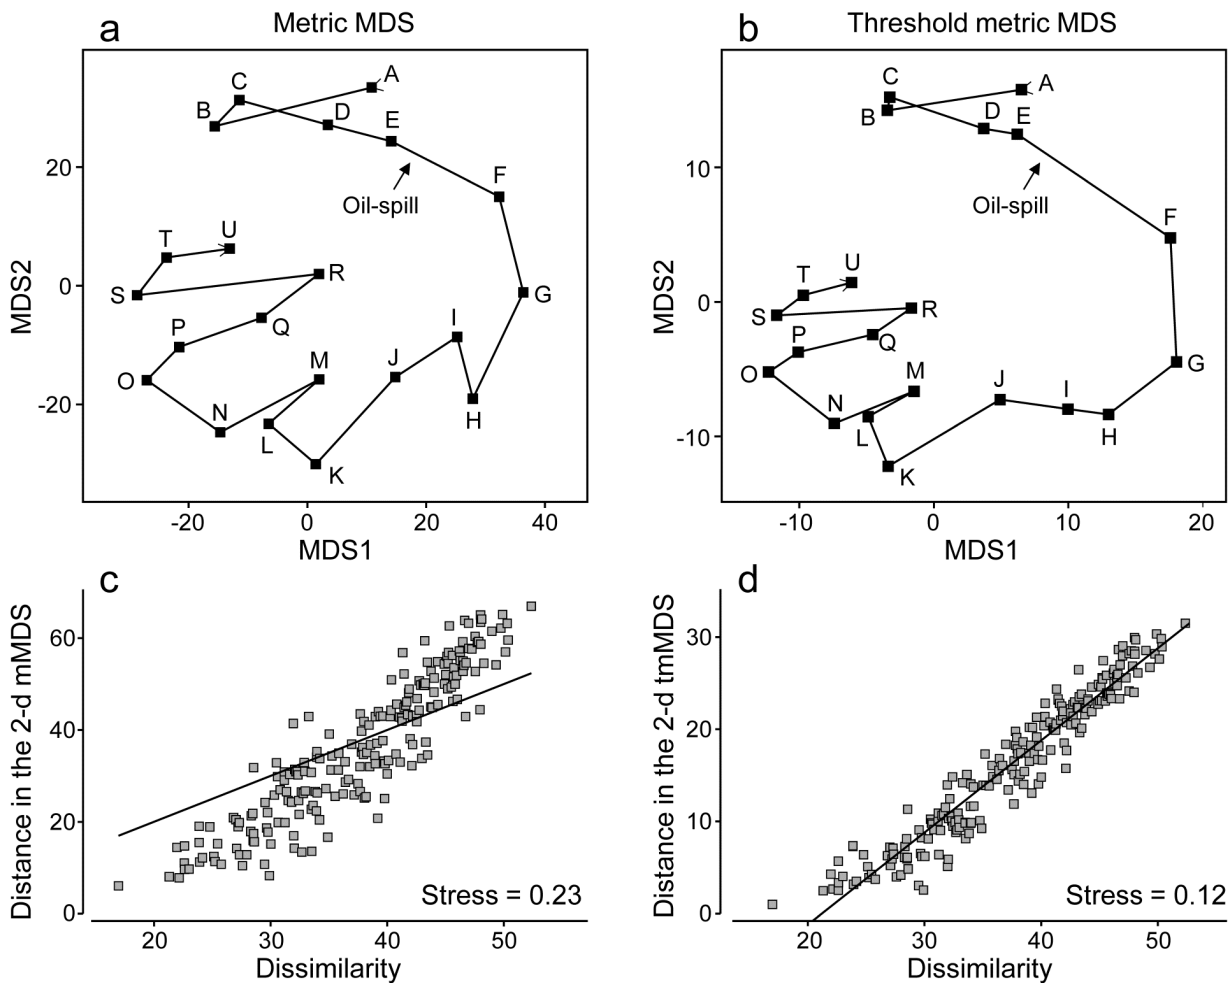 a
Metric MDS
b
Threshold metric MDS
A
B
C
D
E
F
G
H
I
J
K
L
M
N
O
P
Q
R
S
T
U
Oil-spill
20
0
-20
MDS2
-20
0
20
40
MDS1
A
B
C
D
E
F
G
H
I
J
K
L
M
N
O
P
Q
R
S
T
U
Oil-spill
10
0
-10
MDS2
-10
0
10
20
MDS1
c
Distance in the 2-d mMDS
60
40
20
0
Stress = 0.23
20
30
40
50
Dissimilarity
d
Distance in the 2-d tmMDS
30
20
10
0
Stress = 0.12
20
30
40
50
Dissimilarity